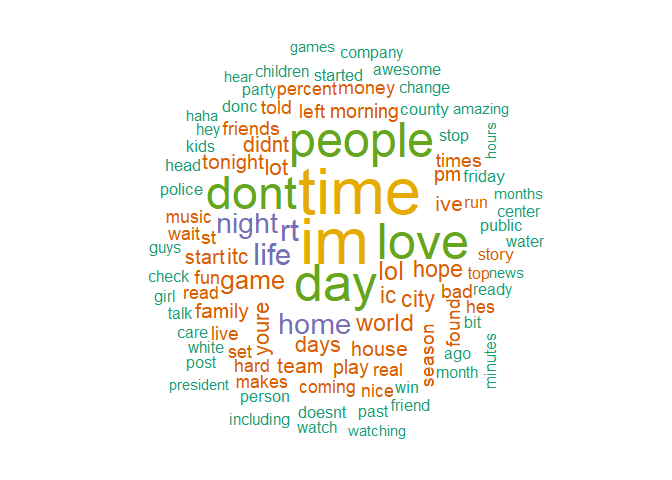 games
company
hear
children
started
awesome
party
percent
money
change
donc
told
left
morning
county
amazing
haha
hey
friends
didnt
people
stop
hours
kids
times
head
tonight
lot
time
pm
friday
police
dont
ive
run
months
center
music
night
rt
im
love
public
water
wait
st
guys
start
itc
life
lol
hope
story
top
news
check
fun
game
day
ic
city
bad
ready
girl
read
hes
talk
family
youre
home
world
found
bit
care
live
white
set
days
house
season
ago
minutes
post
hard
team
play
real
month
president
makes
coming
nice
win
person
including
doesnt
past
friend
watch
watching